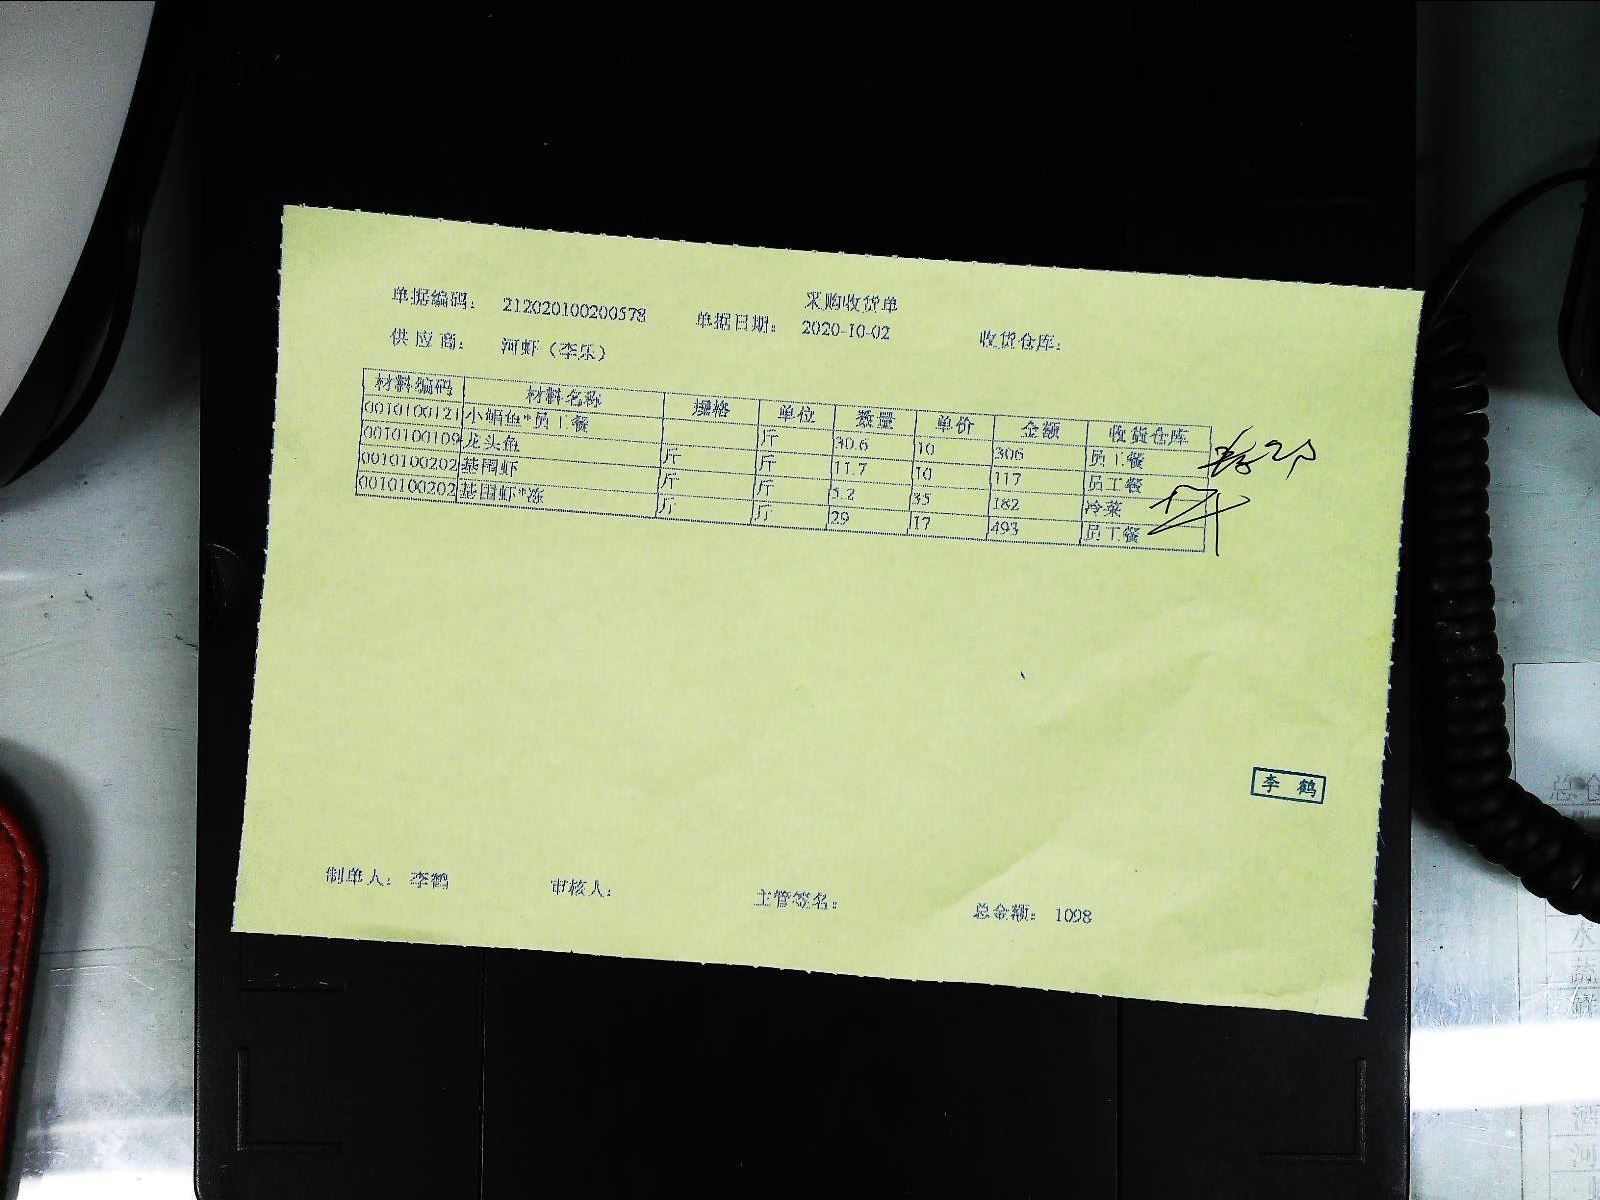 采购收货单
单据编码: 212020100200578 单据日期: 2020-10-02 收货仓库:
供应商: 河虾（李乐）
材料编码 材料名称 规格 单位 数量 单价 金额 收货仓库
0010100121 小鲳鱼*员工餐 斤 30.6 10 306 员工餐
0010100109 龙头鱼 斤 斤 11.7 10 117 员工餐
0010100202 基围虾 斤 斤 5.2 35 182 冷菜
0010100202 基围虾*冻 斤 斤 29 17 493 员工餐
李鹤
制单人: 李鹤 审核人: 主管签名: 总金额: 1098